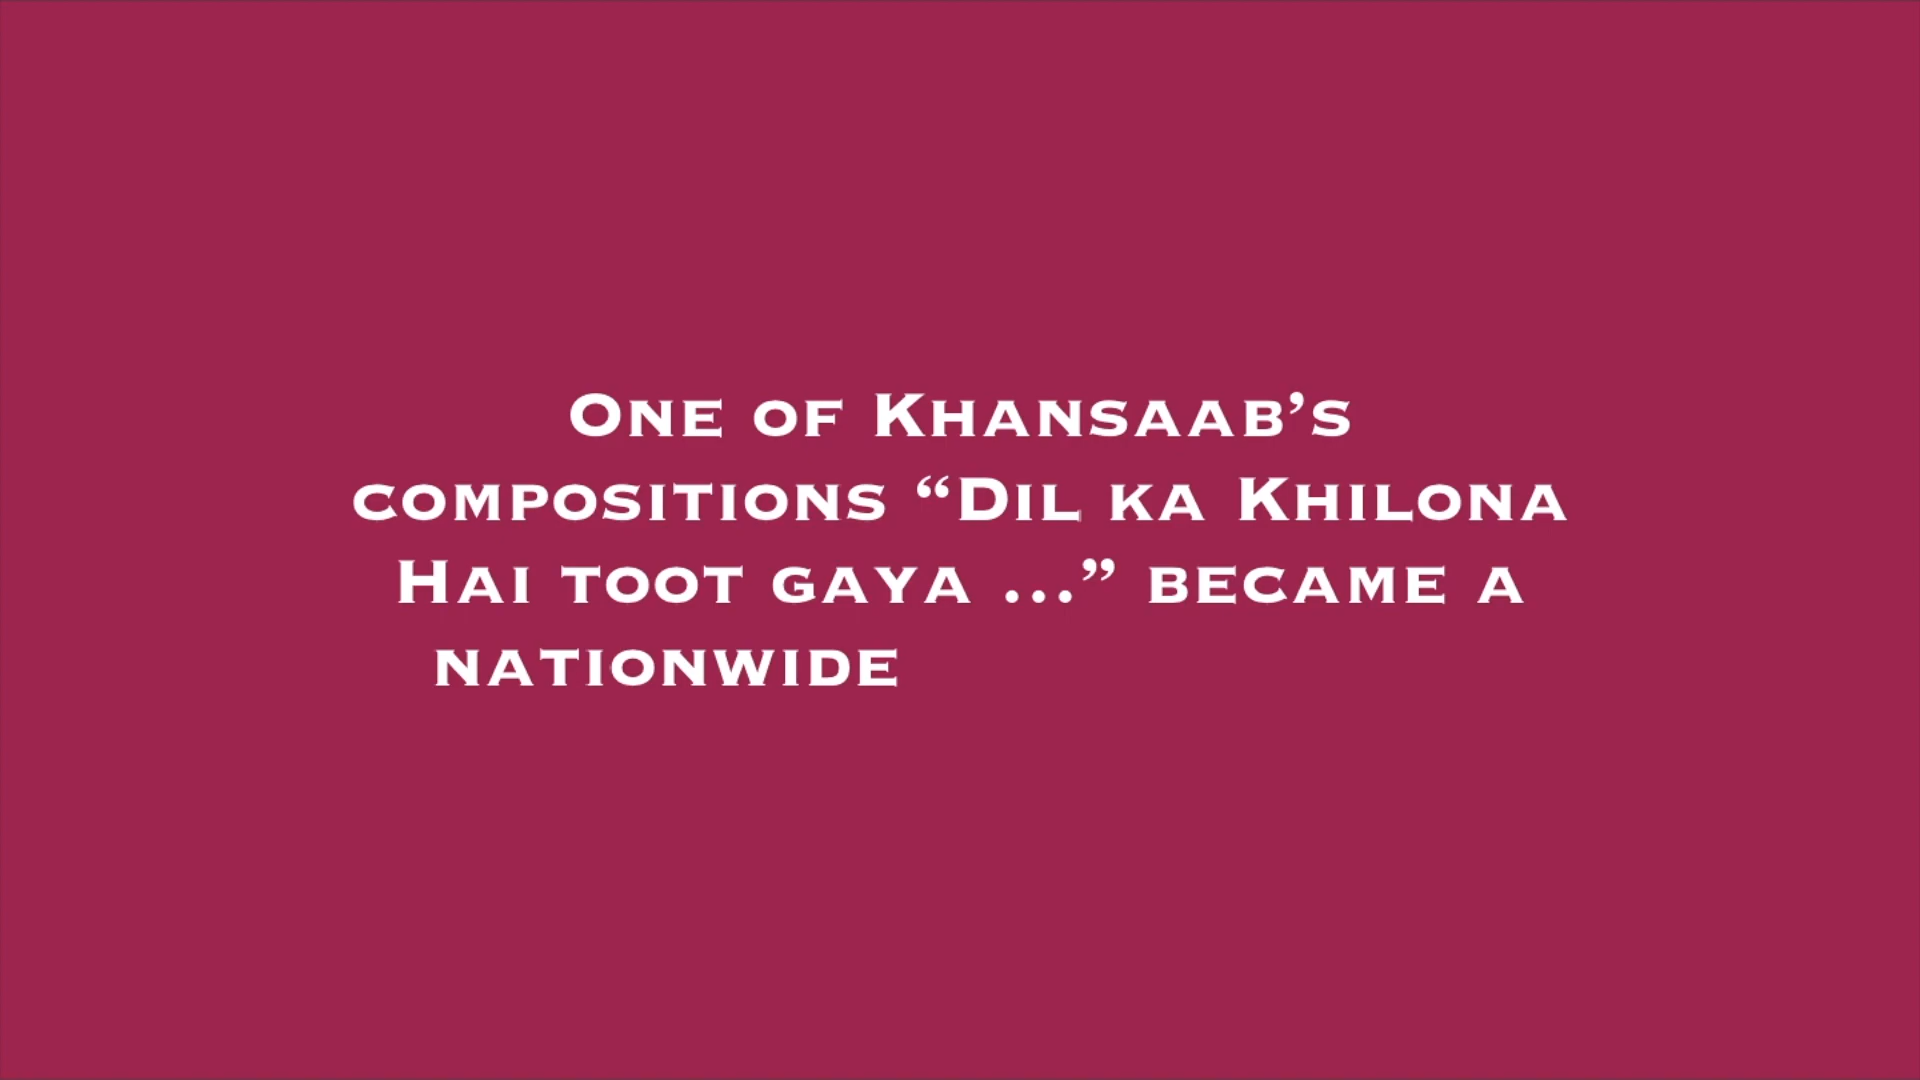 One of Khansaab’s
compositions “Dil ka Khilona
Hai toot gaya ...” became a
nationwide